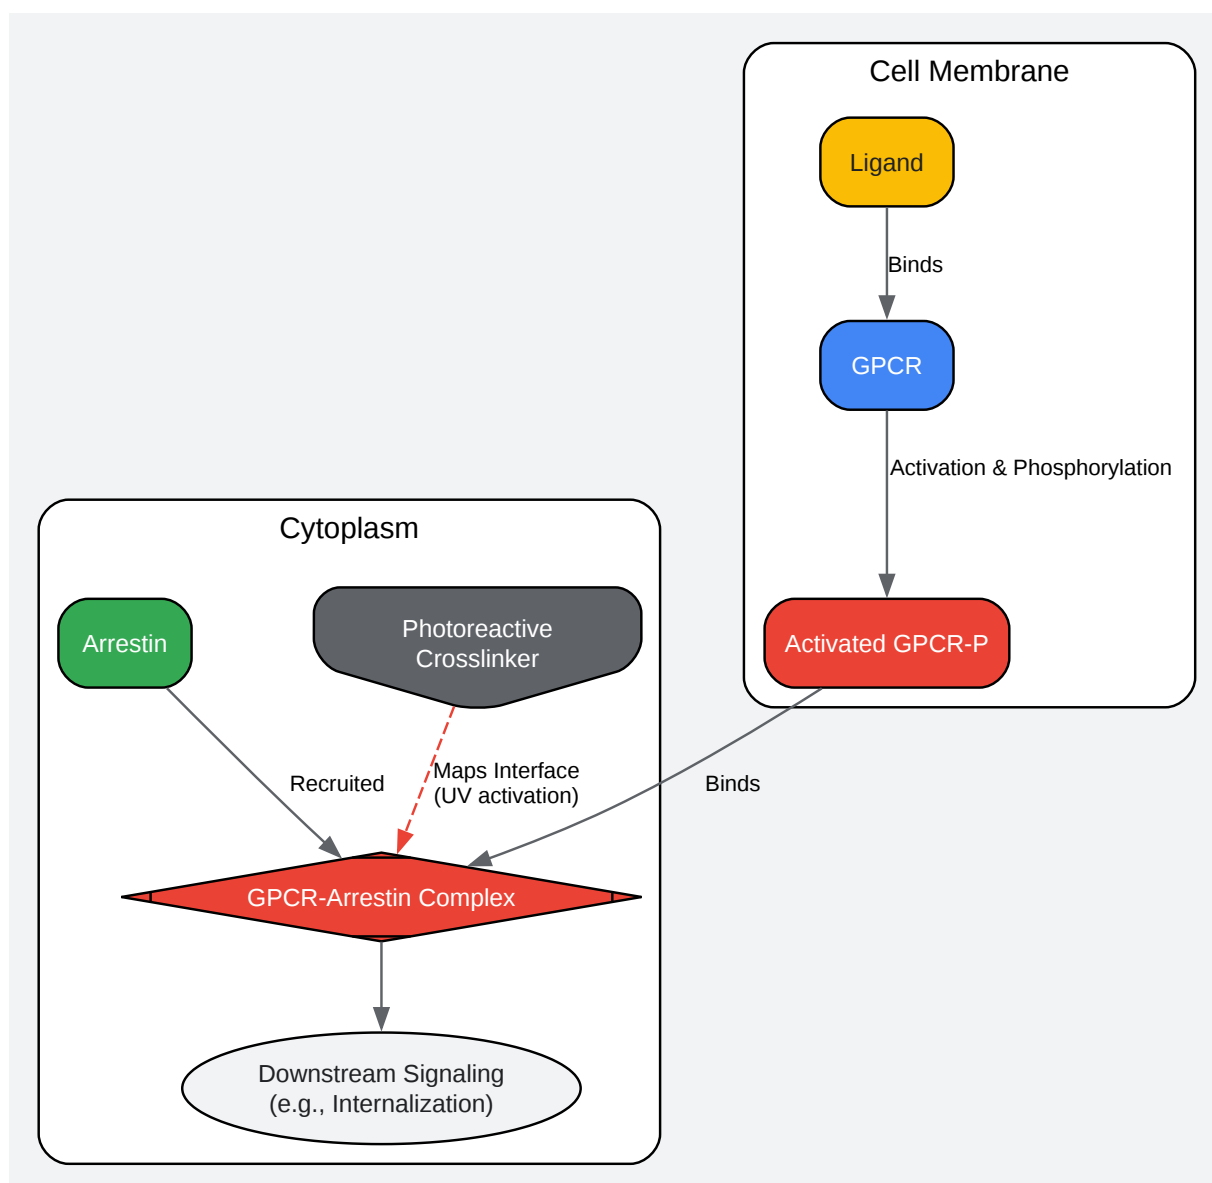 Cell Membrane
Ligand
Binds
GPCR
Activation & Phosphorylation
Activated GPCR-P
Cytoplasm
Arrestin
Photoreactive
Crosslinker
Recruited
Maps Interface
(UV activation)
Binds
GPCR-Arrestin Complex
Downstream Signaling
(e.g., Internalization)